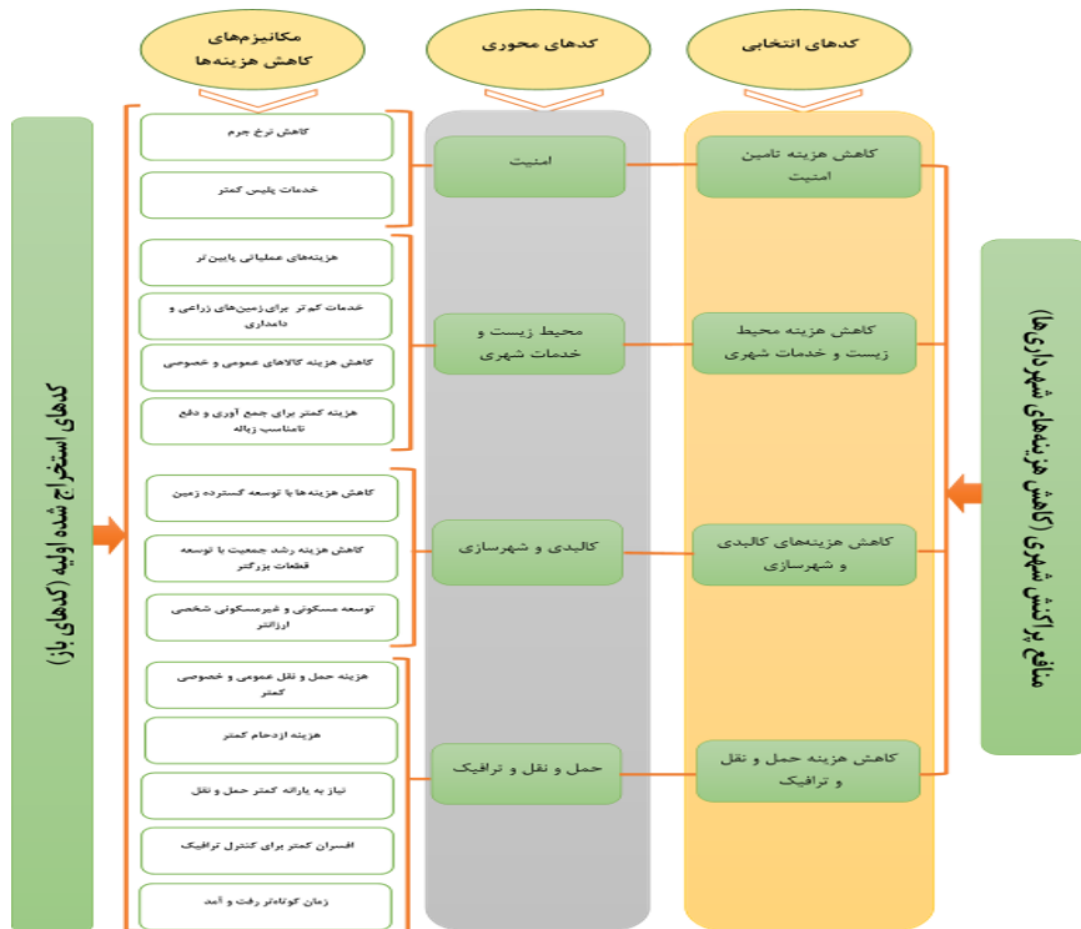 کدهای انتخابی
کدهای محوری
مکانیزم‌های
کاهش هزینه‌ها
منافع پراکنش شهری (کاهش هزینه‌های شهرداری‌ها)
کاهش هزینه تامین
امنیت
امنیت
کاهش نرخ جرم
خدمات پلیس کمتر
کاهش هزینه محیط
زیست و خدمات شهری
محیط زیست و
خدمات شهری
هزینه‌های عملیاتی پایین‌تر
خدمات کم‌تر برای زمین‌های زراعی و
دامداری
کاهش هزینه کالاهای عمومی و خصوصی
هزینه کمتر برای جمع آوری و دفع
نامناسب زباله
کاهش هزینه‌های کالبدی
و شهرسازی
کالبدی و شهرسازی
کاهش هزینه‌ها با توسعه گسترده زمین
کاهش هزینه رشد جمعیت با توسعه
قطعات بزرگتر
توسعه مسکونی و غیرمسکونی شخصی
ارزانتر
کاهش هزینه حمل و نقل
و ترافیک
حمل و نقل و ترافیک
هزینه حمل و نقل عمومی و خصوصی
کمتر
هزینه ازدحام کمتر
نیاز به یارانه کمتر حمل و نقل
افسران کمتر برای کنترل ترافیک
زمان کوتاه‌تر رفت و آمد
کدهای استخراج شده اولیه (کدهای باز)